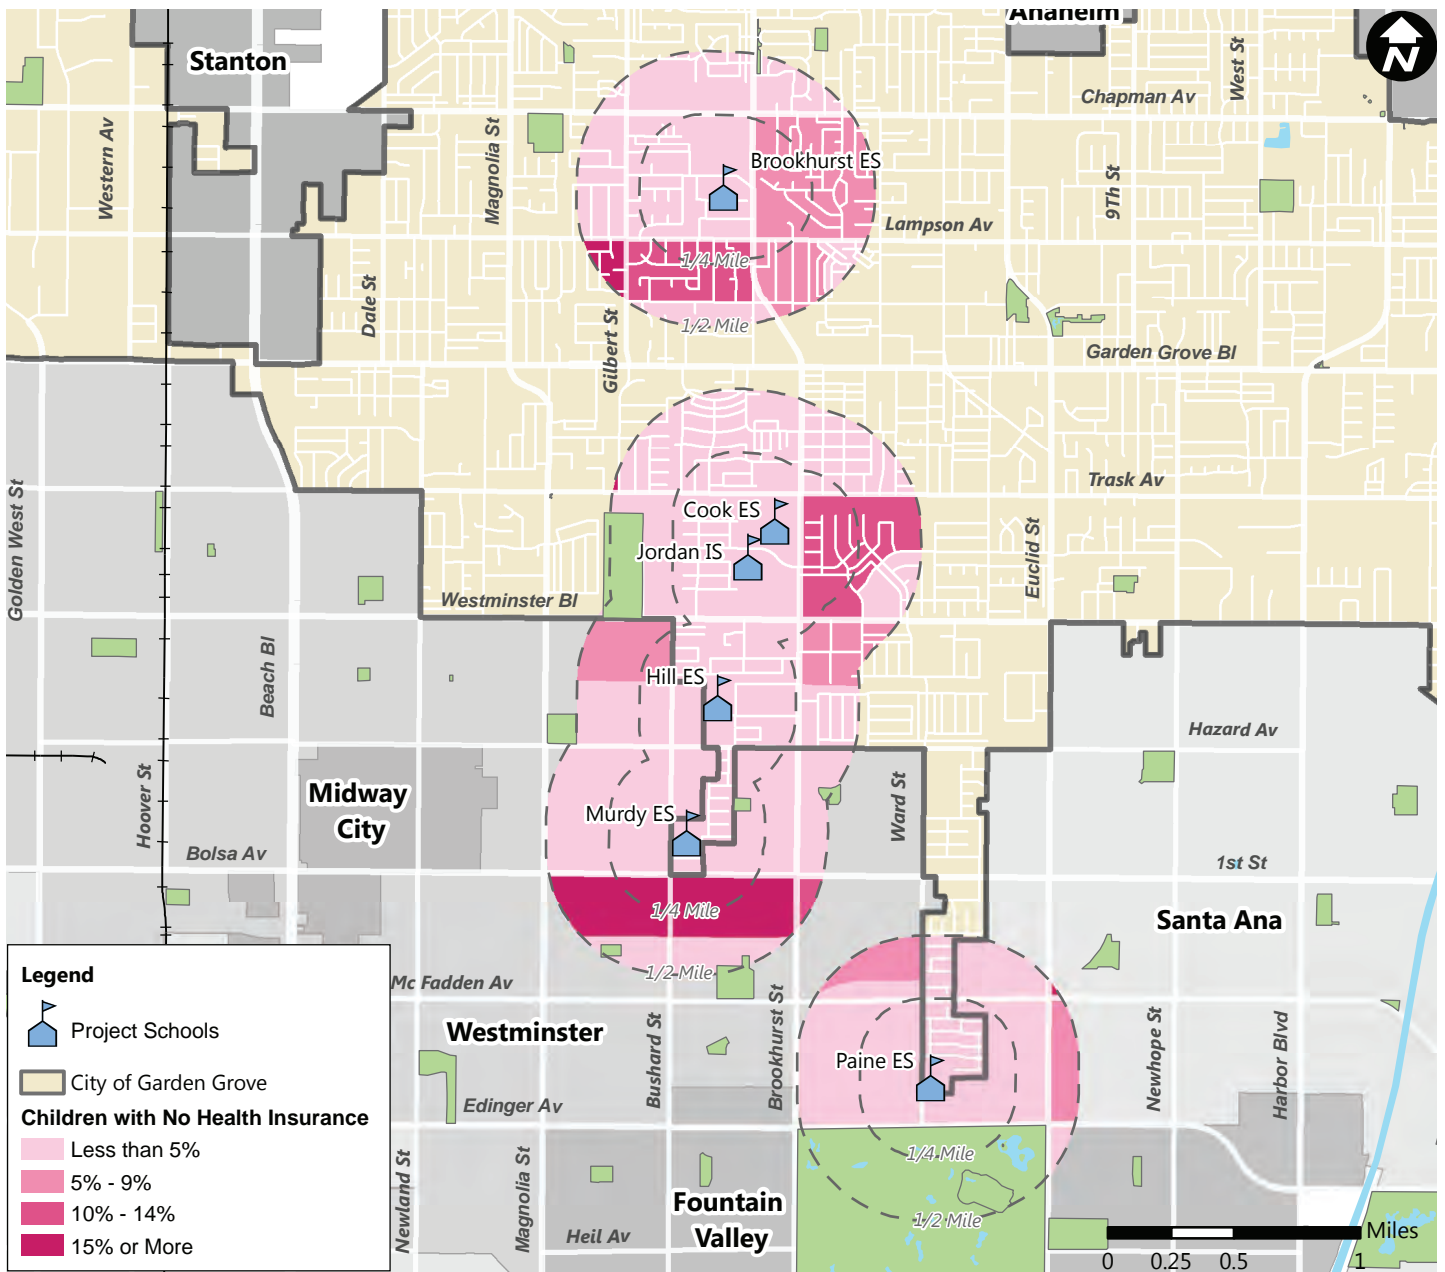 Anaheim
Stanton
N
West St
Chapman Av
Western Av
Magnolia St
Brookhurst ES
9Th St
Lampson Av
1/4 Mile
Dale St
1/2 Mile
Gilbert St
Garden Grove Bl
Trask Av
Golden West St
Cook ES
Jordan IS
Euclid St
Westminster Bl
Beach Bl
Hill ES
Hazard Av
Midway
City
Hoover St
Ward St
Murdy ES
Bolsa Av
1st St
1/4 Mile
Santa Ana
1/2 Mile
Mc Fadden Av
Westminster
Bushard St
Brookhurst St
Paine ES
Newhope St
Harbor Blvd
Edinger Av
1/4 Mile
Newland St
Magnolia St
Fountain
Valley
1/2 Mile
Heil Av
Legend
Project Schools
City of Garden Grove
Children with No Health Insurance
Less than 5%
5% - 9%
10% - 14%
15% or More
Miles
0 0.25 0.5 1